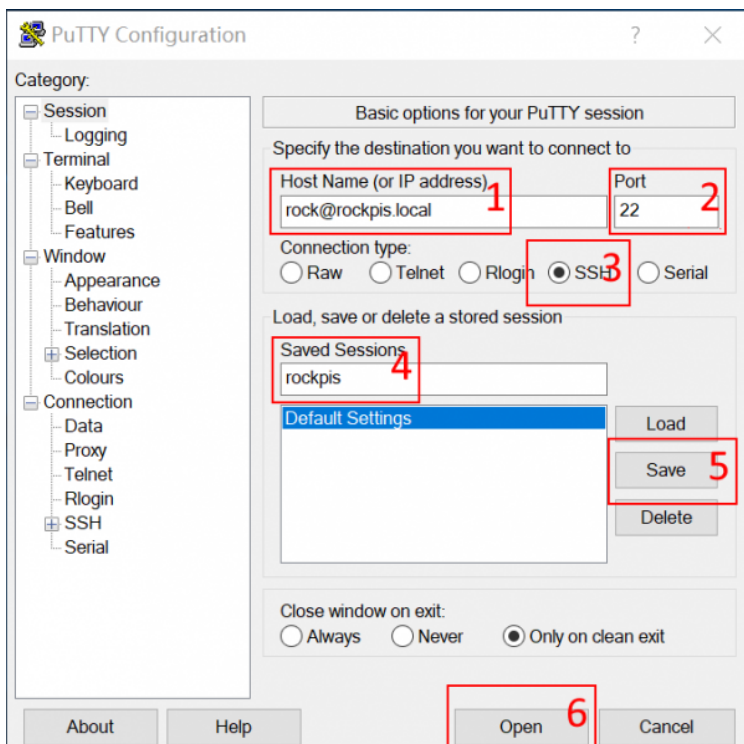 PuTTY Configuration ? ×
Category:
Session
Logging
Terminal
Keyboard
Bell
Features
Window
Appearance
Behaviour
Translation
Selection
Colours
Connection
Data
Proxy
Telnet
Rlogin
SSH
Serial
Basic options for your PuTTY session
Specify the destination you want to connect to
Host Name (or IP address) 1 Port 2
rock@rockpis.local 22
Connection type:
Raw Telnet Rlogin SSH 3 Serial
Load, save or delete a stored session
Saved Sessions 4
rockpis
Default Settings Load
Save 5
Delete
Close window on exit:
Always Never Only on clean exit
About Help Open 6 Cancel